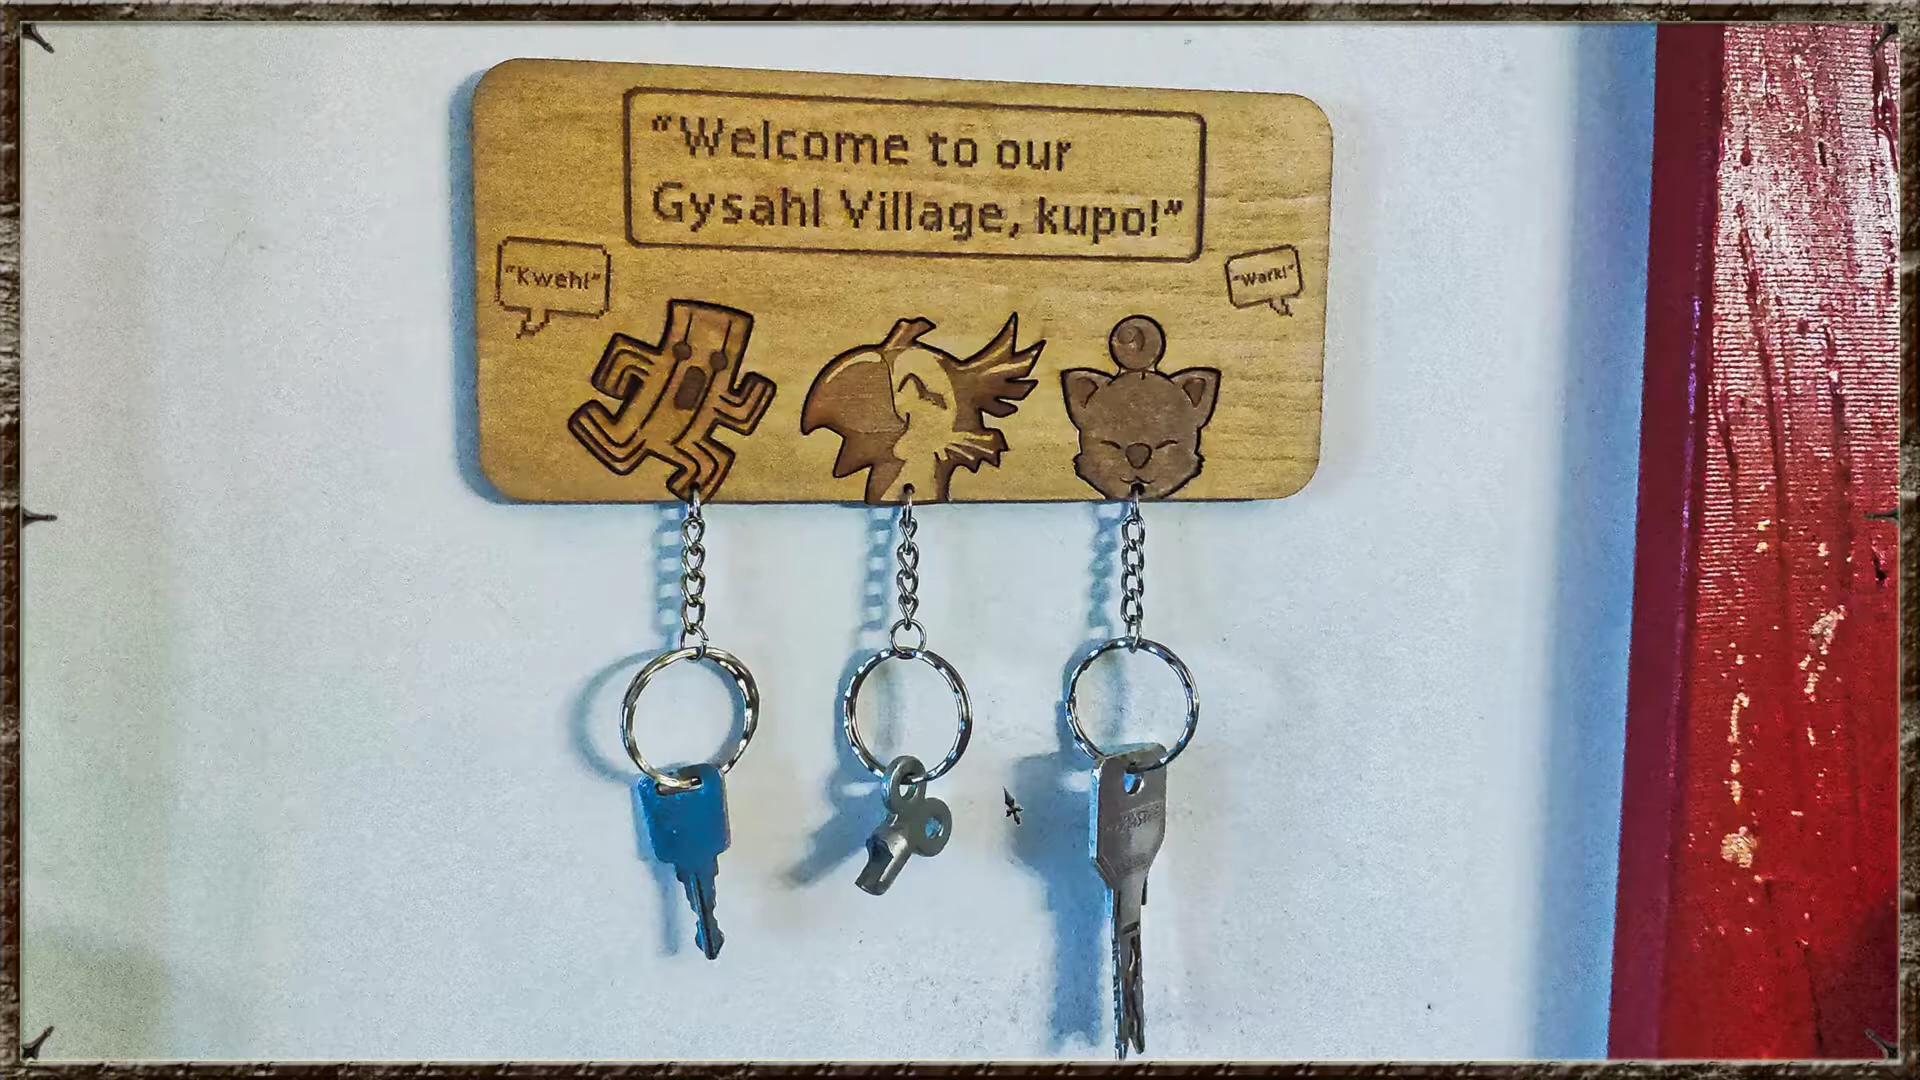 “Welcome to our
Gysahl Village, kupo!”
“Kweh!”
“Wark!”